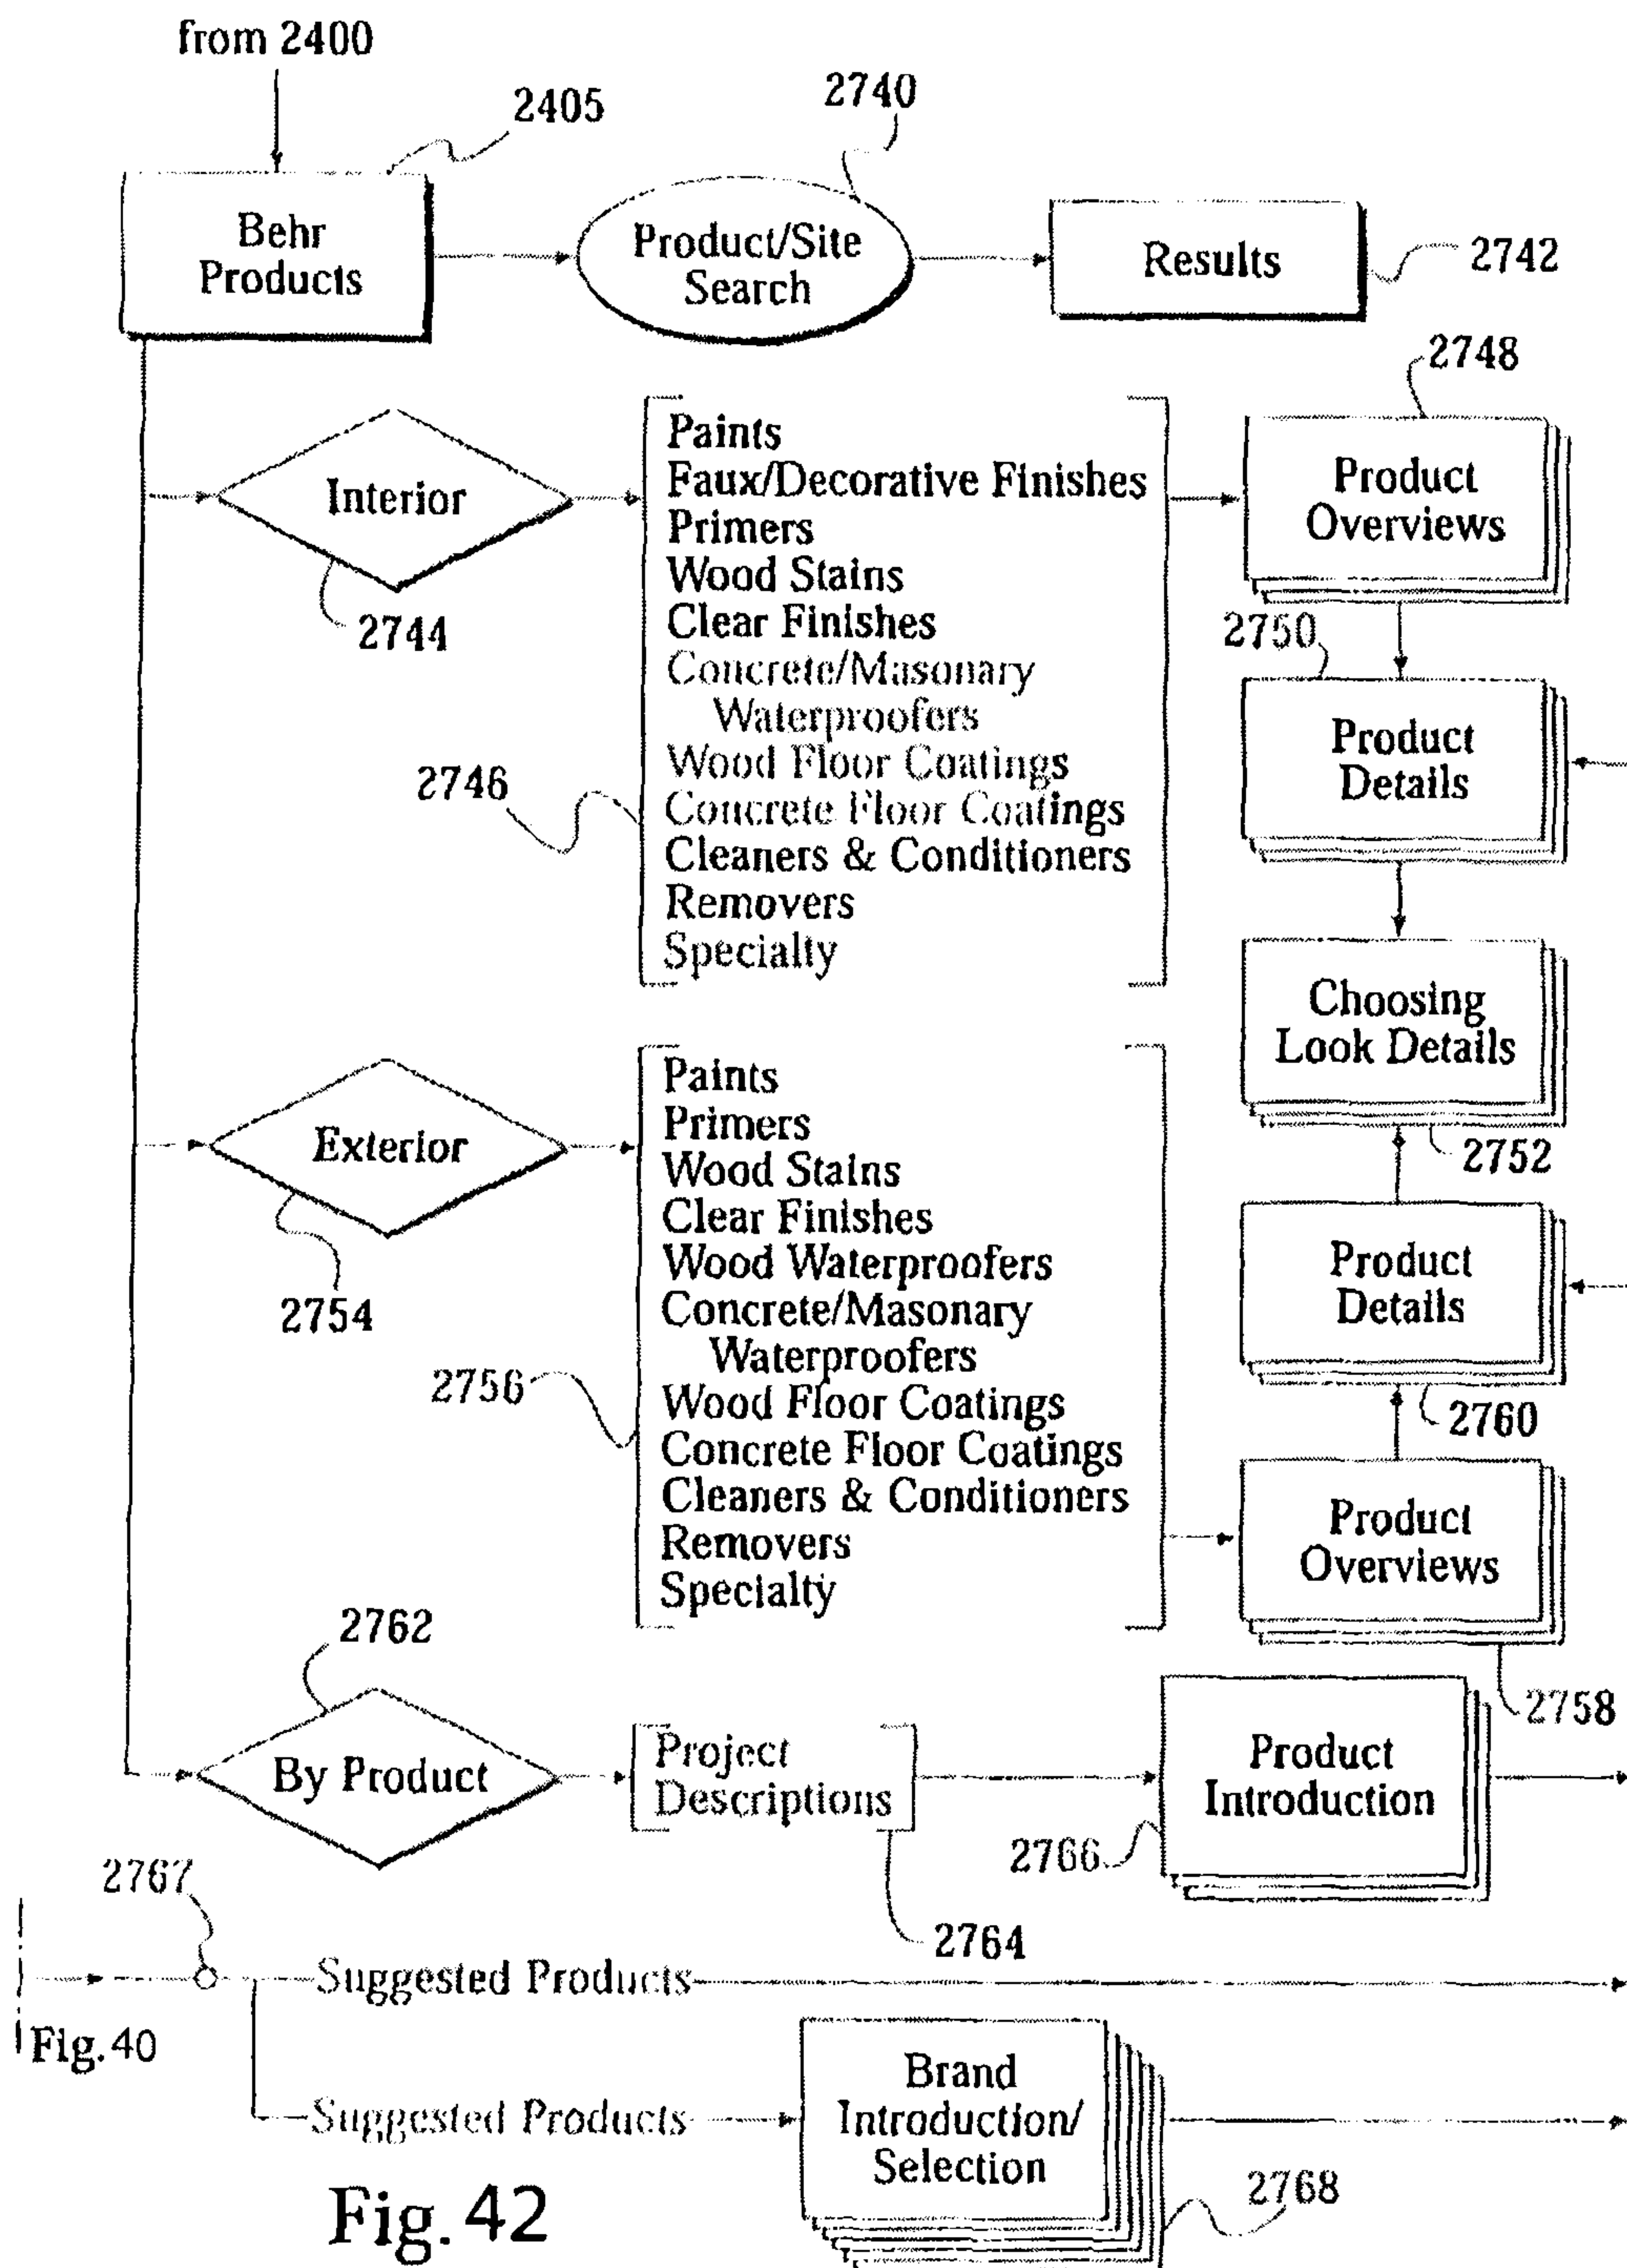 from 2400
2405
2740
Behr
Products
Product/Site
Search
Results
2742
2748
Interior
2744
Paints
Faux/Decorative Finishes
Primers
Wood Stains
Clear Finishes
Concrete/Masonary
Waterproofers
Wood Floor Coatings
Concrete Floor Coatings
Cleaners & Conditioners
Removers
Specialty
2746
Product
Overviews
2750
Product
Details
Choosing
Look Details
2752
Exterior
2754
Paints
Primers
Wood Stains
Clear Finishes
Wood Waterproofers
Concrete/Masonary
Waterproofers
Wood Floor Coatings
Concrete Floor Coatings
Cleaners & Conditioners
Removers
Specialty
2756
Product
Details
2760
Product
Overviews
2758
2762
By Product
Project
Descriptions
2764
Product
Introduction
2766
2767
Suggested Products
Fig. 40
Suggested Products
Brand
Introduction/
Selection
2768
Fig. 42